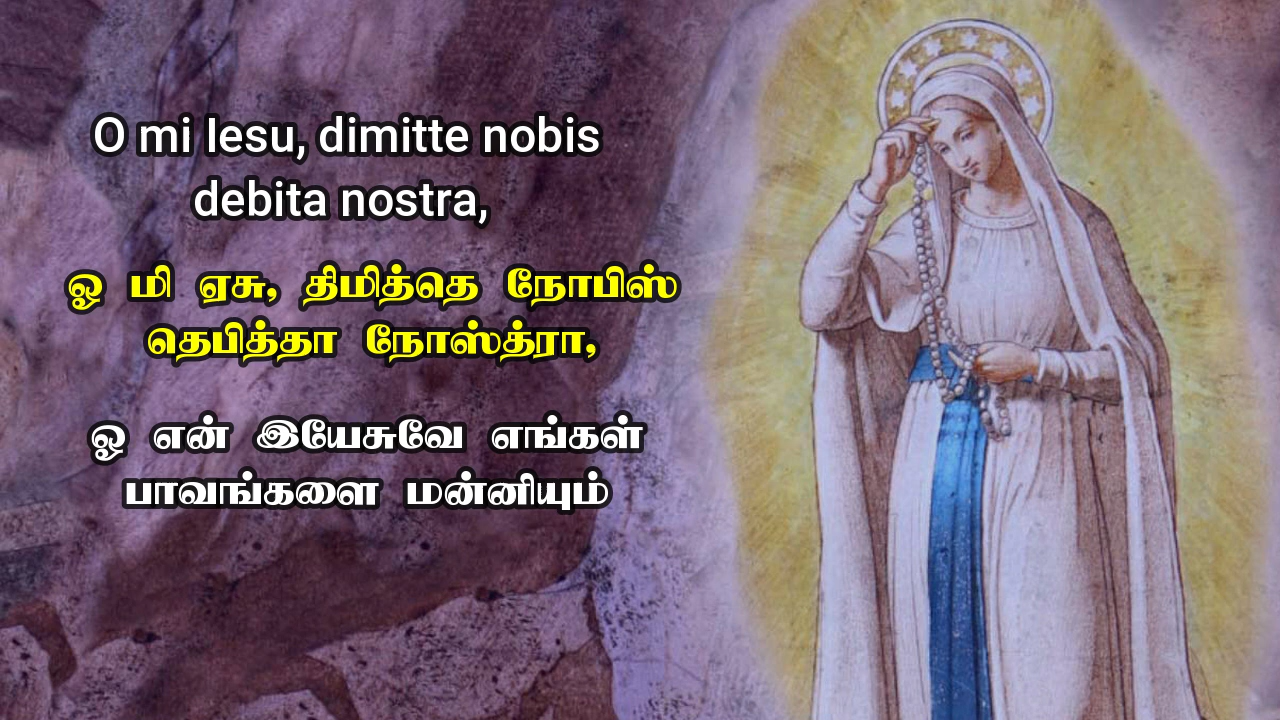 O mi Iesu, dimitte nobis
debita nostra,
ஓ மி ஏசு, திமித்தெ நோபிஸ்
தெபித்தா நோஸ்த்ரா,
ஓ என் இயேசுவே எங்கள்
பாவங்களை மன்னியும்